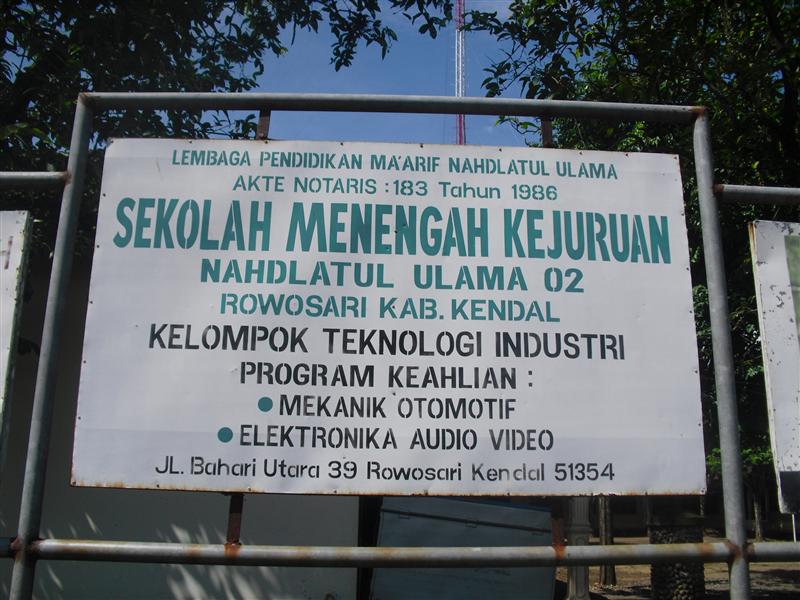 LEMBAGA PENDIDIKAN MA'ARIF NAHDLATUL ULAMA
AKTE NOTARIS : 183 Tahun 1986
SEKOLAH MENENGAH KEJURUAN
NAHDLATUL ULAMA 02
ROWOSARI KAB. KENDAL
KELOMPOK TEKNOLOGI INDUSTRI
PROGRAM KEAHLIAN :
● MEKANIK OTOMOTIF
● ELEKTRONIKA AUDIO VIDEO
JL. Bahari Utara 39 Rowosari Kendal 51354